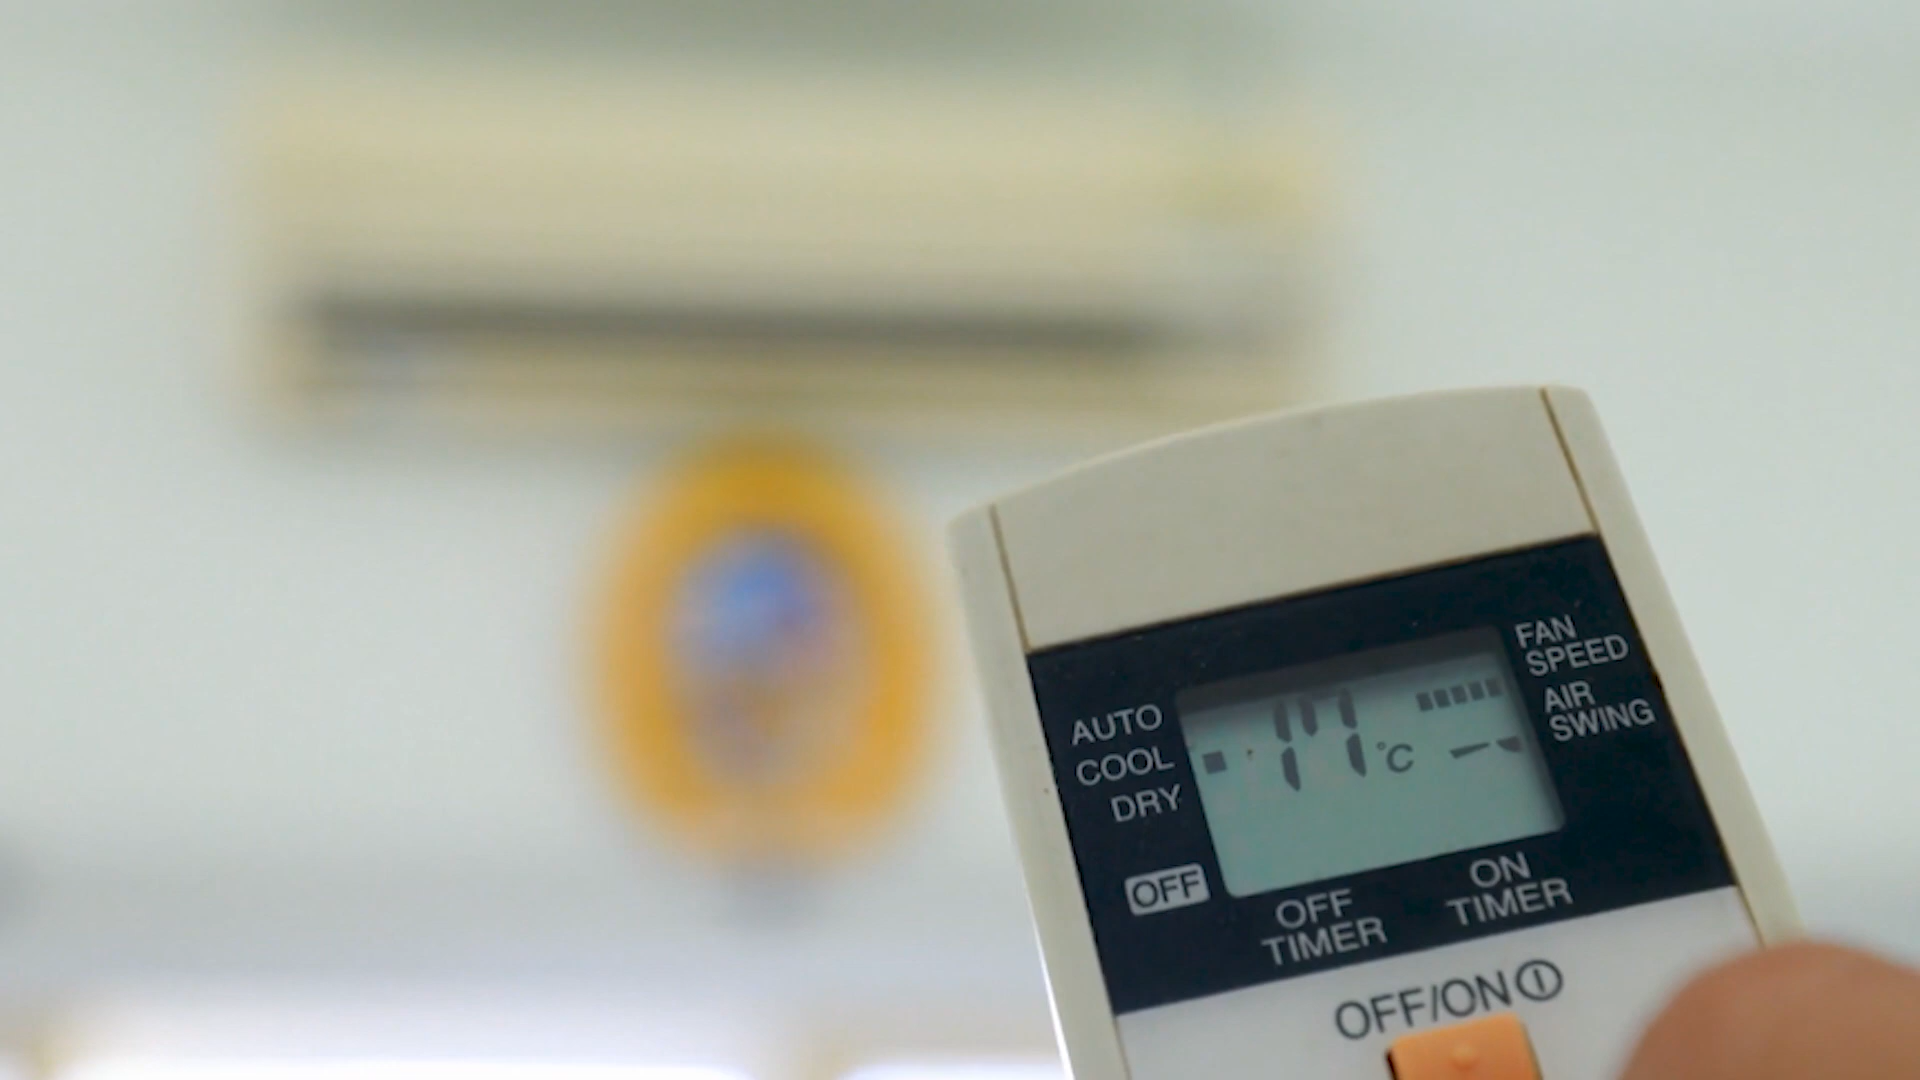 FAN
SPEED
AIR
SWING
AUTO
COOL
DRY
°C
OFF
OFF
TIMER
ON
TIMER
OFF/ON